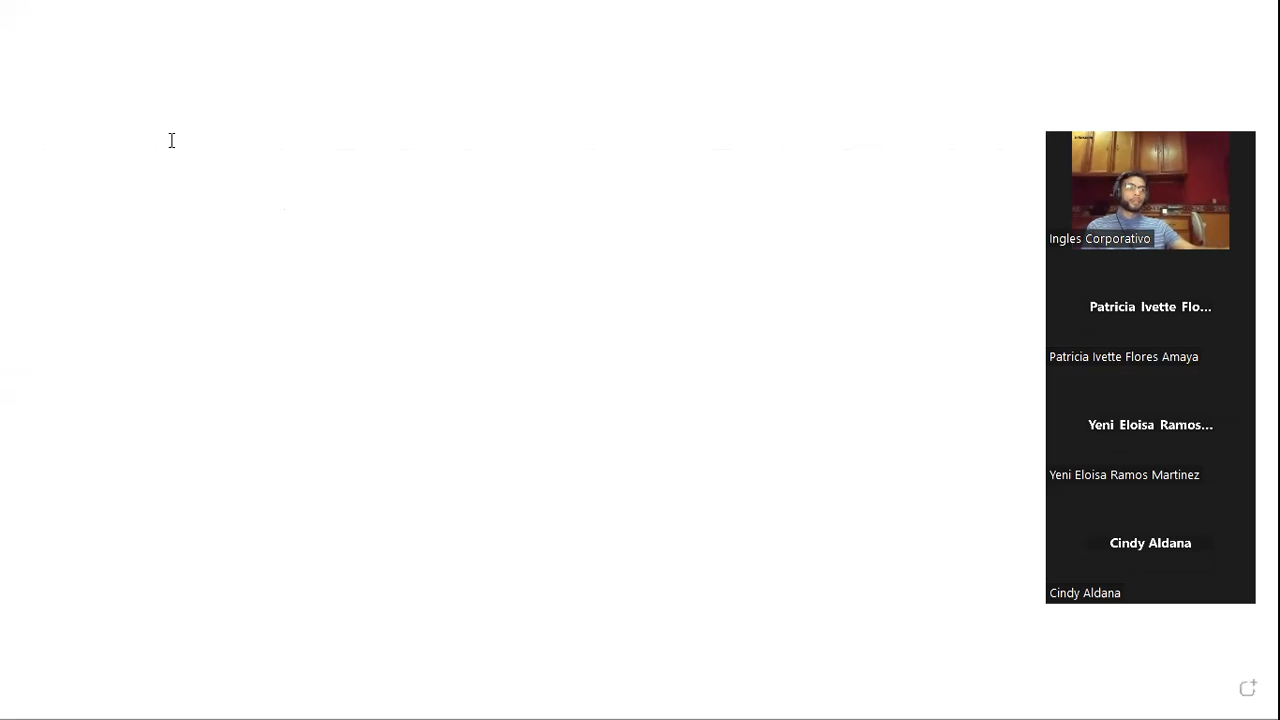 Ingles Corporativo
Patricia Ivette Flo...
Patricia Ivette Flores Amaya
Yeni Eloisa Ramos...
Yeni Eloisa Ramos Martinez
Cindy Aldana
Cindy Aldana